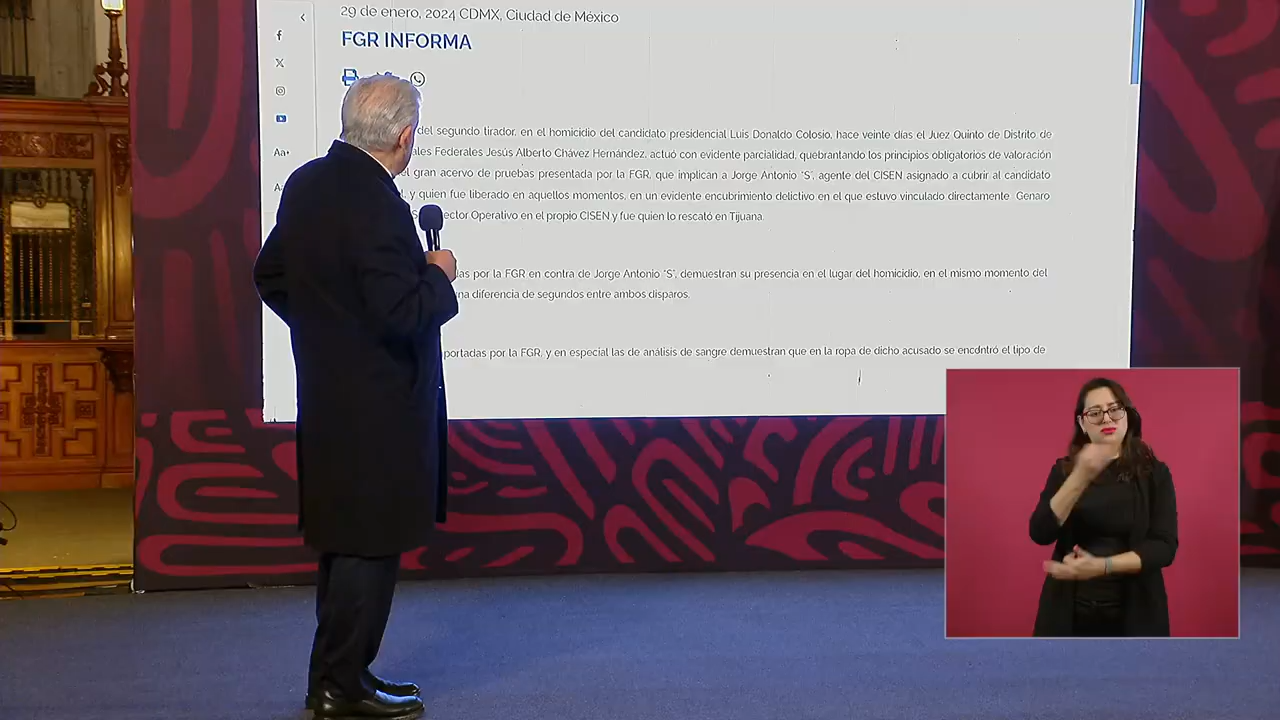 29 de enero, 2024 CDMX, Ciudad de México
FGR INFORMA
del segundo tirador, en el homicidio del candidato presidencial Luis Donaldo Colosio, hace veinte días el Juez Quinto de Distrito de
ales Federales Jesús Alberto Chávez Hernández, actuó con evidente parcialidad, quebrantando los principios obligatorios de valoración
el gran acervo de pruebas presentada por la FGR, que implican a Jorge Antonio "S", agente del CISEN asignado a cubrir al candidato
y quien fue liberado en aquellos momentos, en un evidente encubrimiento delictivo en el que estuvo vinculado directamente Genaro
ector Operativo en el propio CISEN y fue quien lo rescató en Tijuana.
das por la FGR en contra de Jorge Antonio "S", demuestran su presencia en el lugar del homicidio, en el mismo momento del
na diferencia de segundos entre ambos disparos.
portadas por la FGR, y en especial las de análisis de sangre demuestran que en la ropa de dicho acusado se encontró el tipo de
Aa+